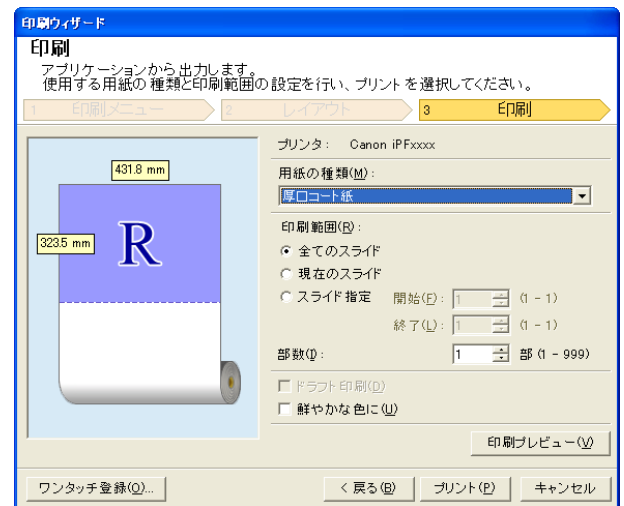 印刷ウィザード
印刷
アプリケーションから出力します。
使用する用紙の種類と印刷範囲の設定を行い、プリントを選択してください。
1 印刷メニュー 2 レイアウト 3 印刷
プリンタ： Canon iPFxxxx
431.8 mm
用紙の種類(M)：
厚口コート紙
323.5 mm
R
印刷範囲(R)：
全てのスライド
現在のスライド
スライド指定 開始(F)： 1 (1 - 1)
終了(L)： 1 (1 - 1)
部数(I)： 1 部 (1 - 999)
ドラフト印刷(D)
鮮やかな色に(U)
印刷プレビュー(V)
ワンタッチ登録(O)... < 戻る(B) プリント(P) キャンセル